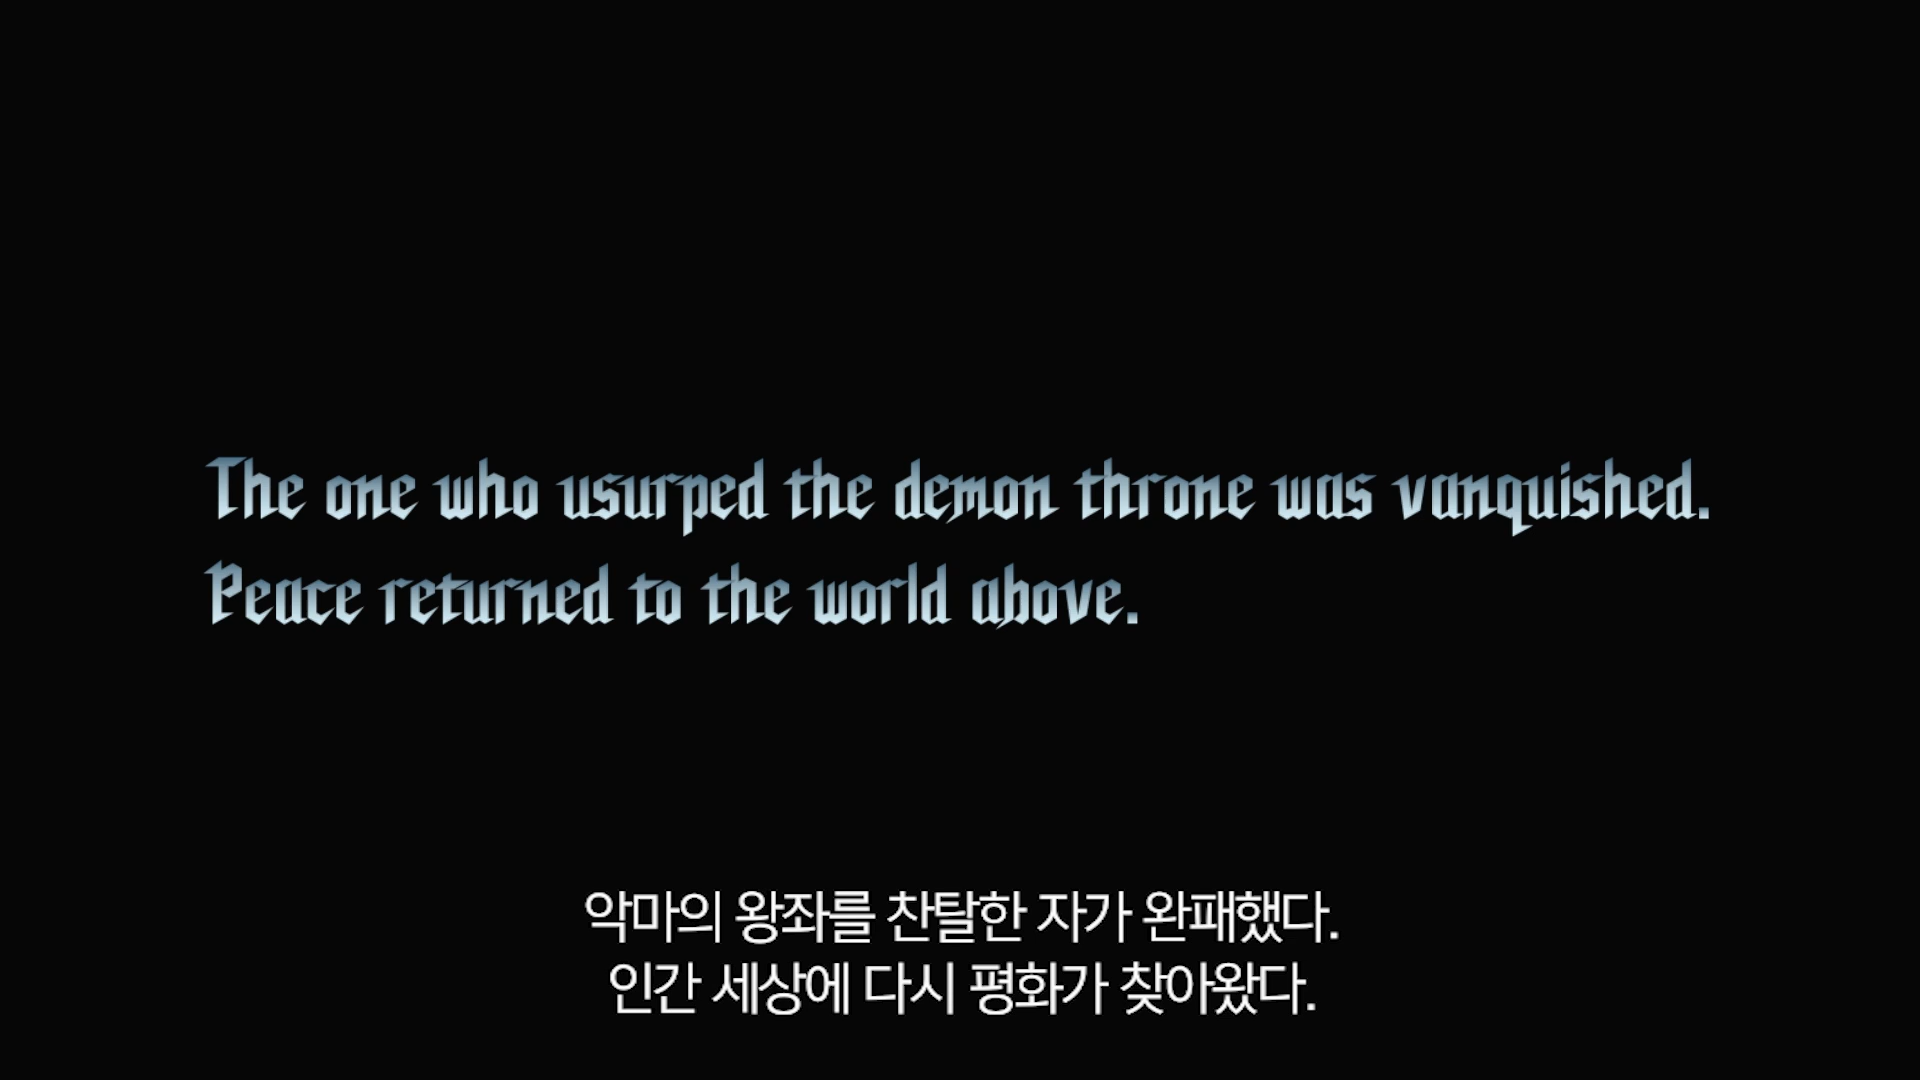 The one who usurped the demon throne was vanquished.
Peace returned to the world above.
악마의 왕좌를 찬탈한 자가 완패했다.
인간 세상에 다시 평화가 찾아왔다.